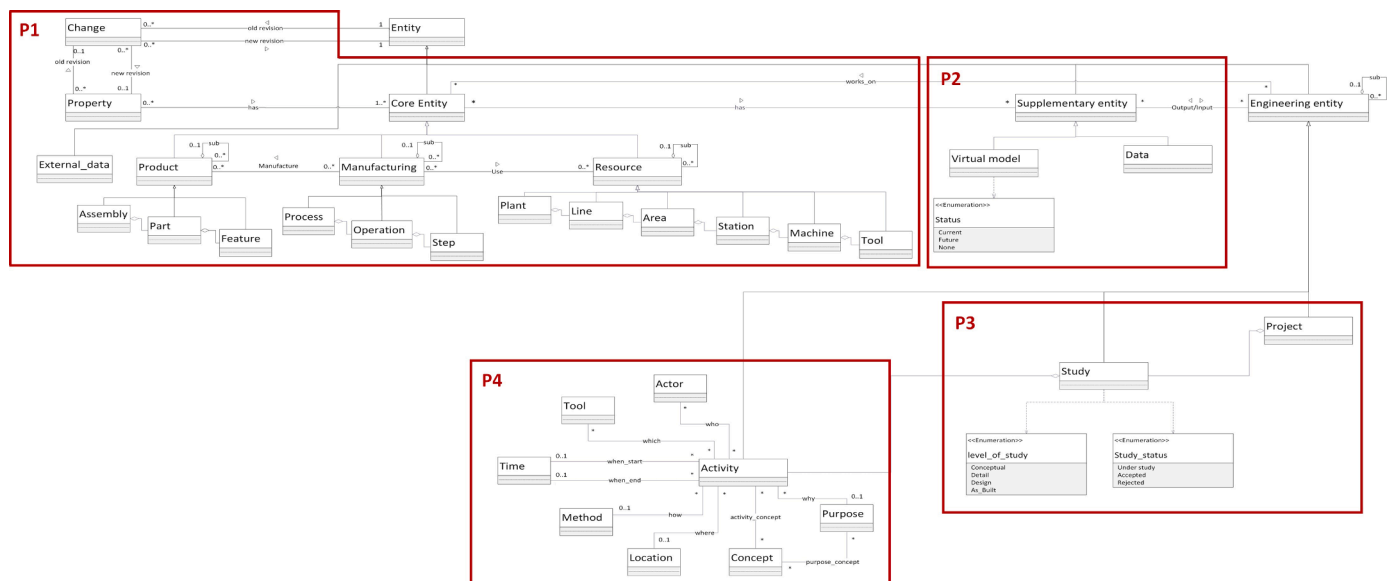 P1
Change
0..*
old revision
1
Entity
0..*
new revision
1
0..1
0..*
old revision
new revision
0..*
0..1
Property
0..*
has
1..*
Core Entity
*
works_on
*
*
has
*
P2
Supplementary entity
*
Output/Input
*
Engineering entity
0..1
sub
0..*
External_data
Product
0..1
sub
0..*
0..*
Manufacture
0..*
Manufacturing
0..1
sub
0..*
0..*
Use
0..*
Resource
0..1
sub
0..*
Virtual model
Data
<<Enumeration>>
Status
Current
Future
None
Assembly
Part
Feature
Process
Operation
Step
Plant
Line
Area
Station
Machine
Tool
P3
Project
Study
<<Enumeration>>
level_of_study
Conceptual
Detail
Design
As_Built
<<Enumeration>>
Study_status
Under study
Accepted
Rejected
P4
Actor
*
who
*
Tool
*
which
*
Time
0..1
when_start
*
0..1
when_end
*
Activity
Method
0..1
how
*
Location
0..1
where
*
Concept
*
activity_concept
*
why
*
0..1
Purpose
*
purpose_concept
*